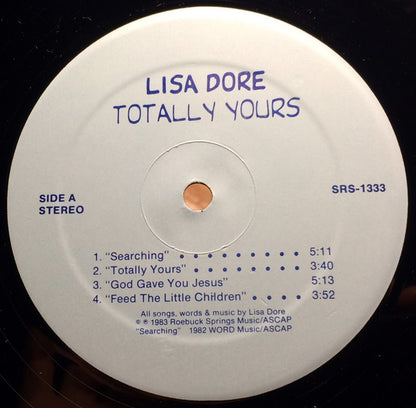 LISA DORE
TOTALLY YOURS
SIDE A
STEREO
SRS-1333
1. "Searching" . . . . . . . . . 5:11
2. "Totally Yours" . . . . . . . . 3:40
3. "God Gave You Jesus" 5:13
4. "Feed The Little Children" . . . . 3:52
All songs, words & music by Lisa Dore
© ℗ 1983 Roebuck Springs Music/ASCAP
"Searching" 1982 WORD Music/ASCAP